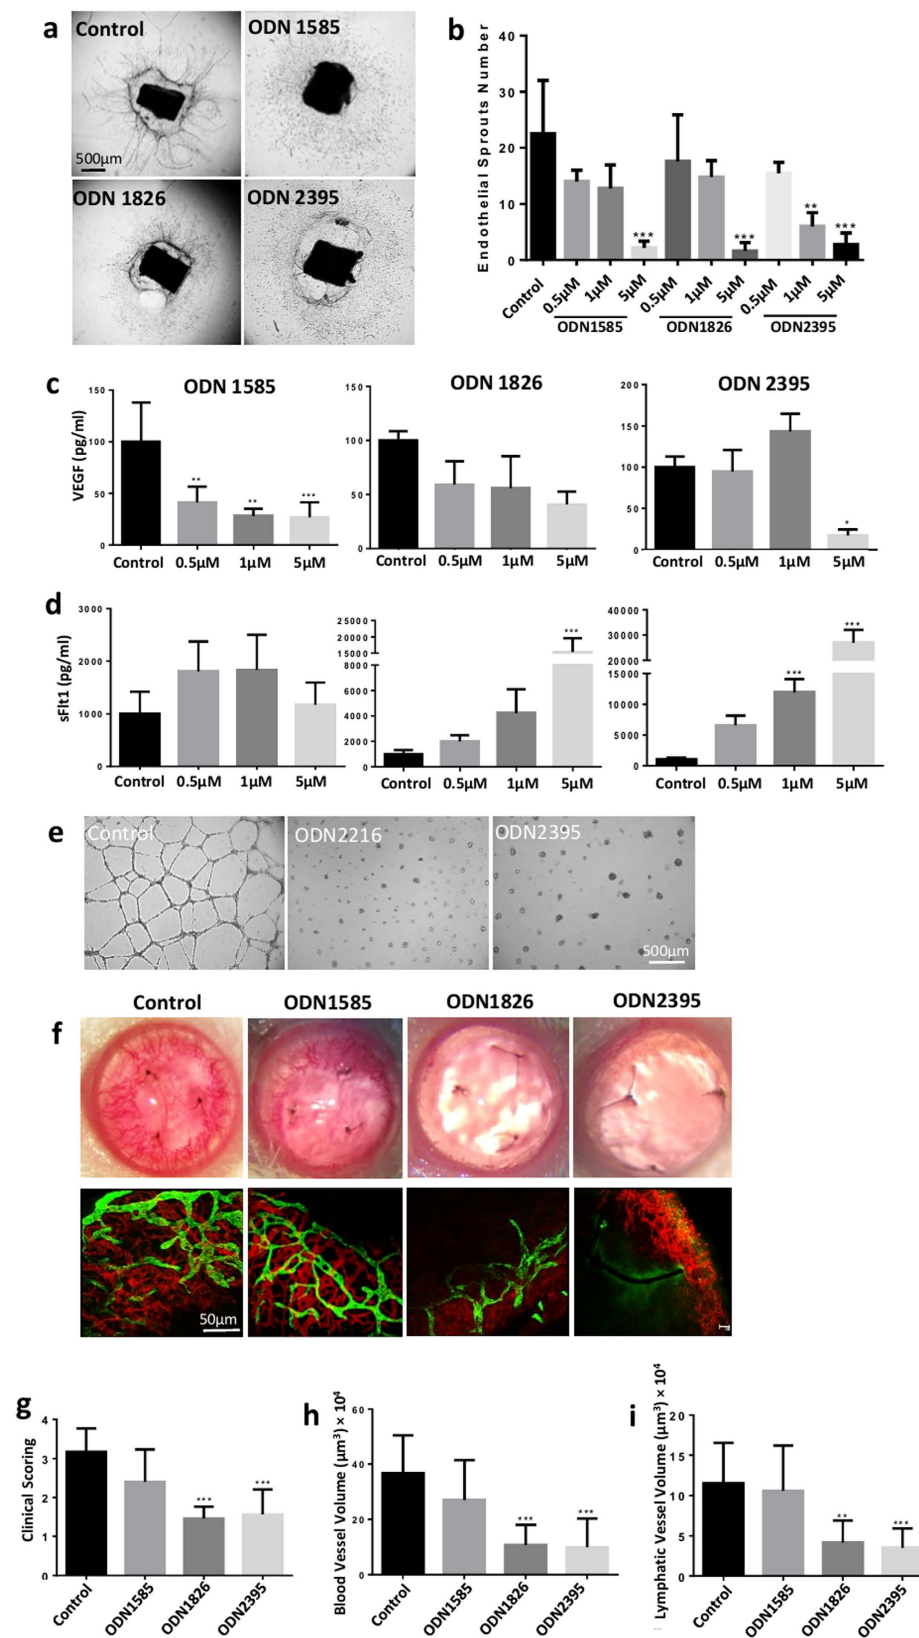 a
Control
ODN 1585
500µm
ODN 1826
ODN 2395
b
Endothelial Sprouts Number
40
30
20
10
0
***
***
**
***
Control
0.5µM
1µM
5µM
0.5µM
1µM
5µM
0.5µM
1µM
5µM
ODN1585
ODN1826
ODN2395
c
ODN 1585
VEGF (pg/ml)
150
100
50
0
**
**
***
Control 0.5µM 1µM 5µM
ODN 1826
150
100
50
0
Control 0.5µM 1µM 5µM
ODN 2395
200
150
100
50
0
*
Control 0.5µM 1µM 5µM
d
sFlt1 (pg/ml)
3000
2000
1000
0
Control 0.5µM 1µM 5µM
25000
20000
15000
8000
6000
4000
2000
0
***
Control 0.5µM 1µM 5µM
40000
30000
20000
15000
10000
5000
0
***
***
Control 0.5µM 1µM 5µM
e
Control
ODN2216
ODN2395
500µm
f
Control
ODN1585
ODN1826
ODN2395
50µm
g
Clinical Scoring
4
3
2
1
0
***
***
Control
ODN1585
ODN1826
ODN2395
h
Blood Vessel Volume (µm³) × 10⁴
60
40
20
0
***
***
Control
ODN1585
ODN1826
ODN2395
i
Lymphatic Vessel Volume (µm³) × 10⁴
20
15
10
5
0
**
***
Control
ODN1585
ODN1826
ODN2395